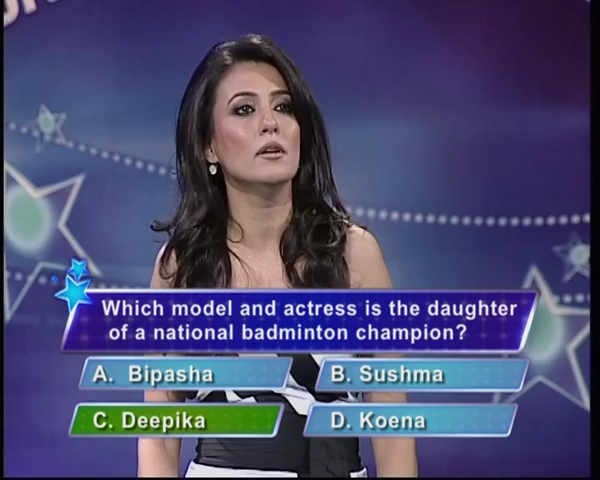 Which model and actress is the daughter
of a national badminton champion?
A. Bipasha
B. Sushma
C. Deepika
D. Koena